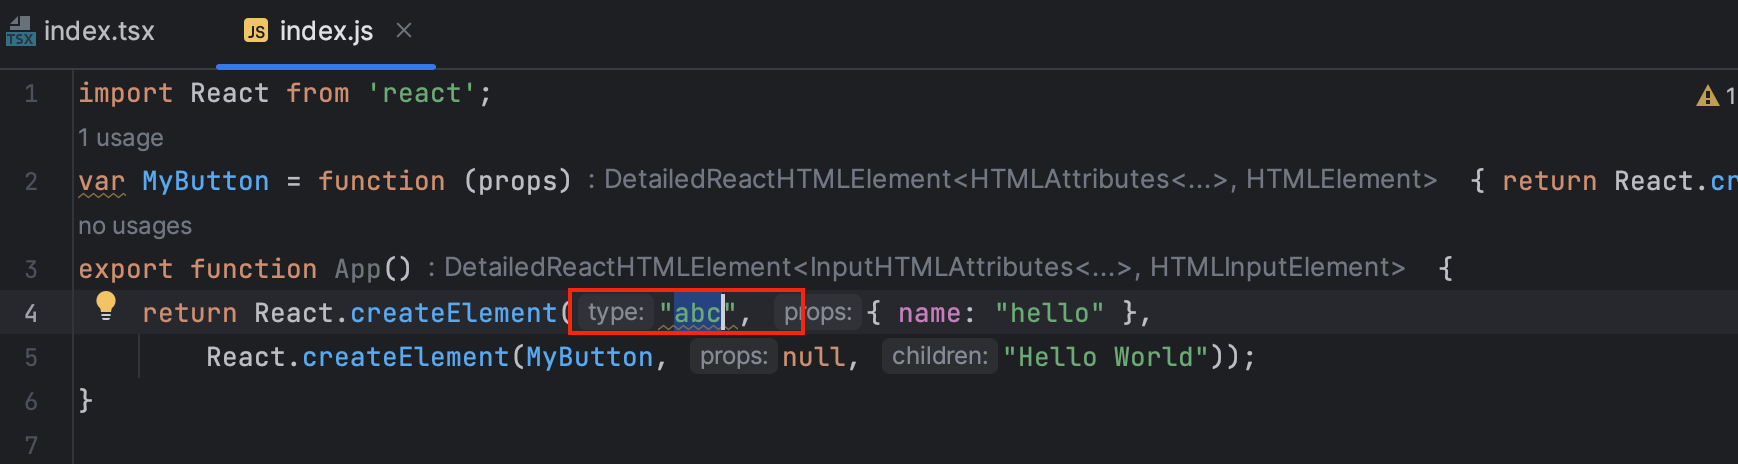 TSX index.tsx JS index.js ×
1 import React from 'react'; 1
1 usage
2 var MyButton = function (props) : DetailedReactHTMLElement<HTMLAttributes<...>, HTMLElement> { return React.cr
no usages
3 export function App() : DetailedReactHTMLElement<InputHTMLAttributes<...>, HTMLInputElement> {
4 return React.createElement( type: "abc", props: { name: "hello" },
5 React.createElement(MyButton, props: null, children: "Hello World"));
6 }
7